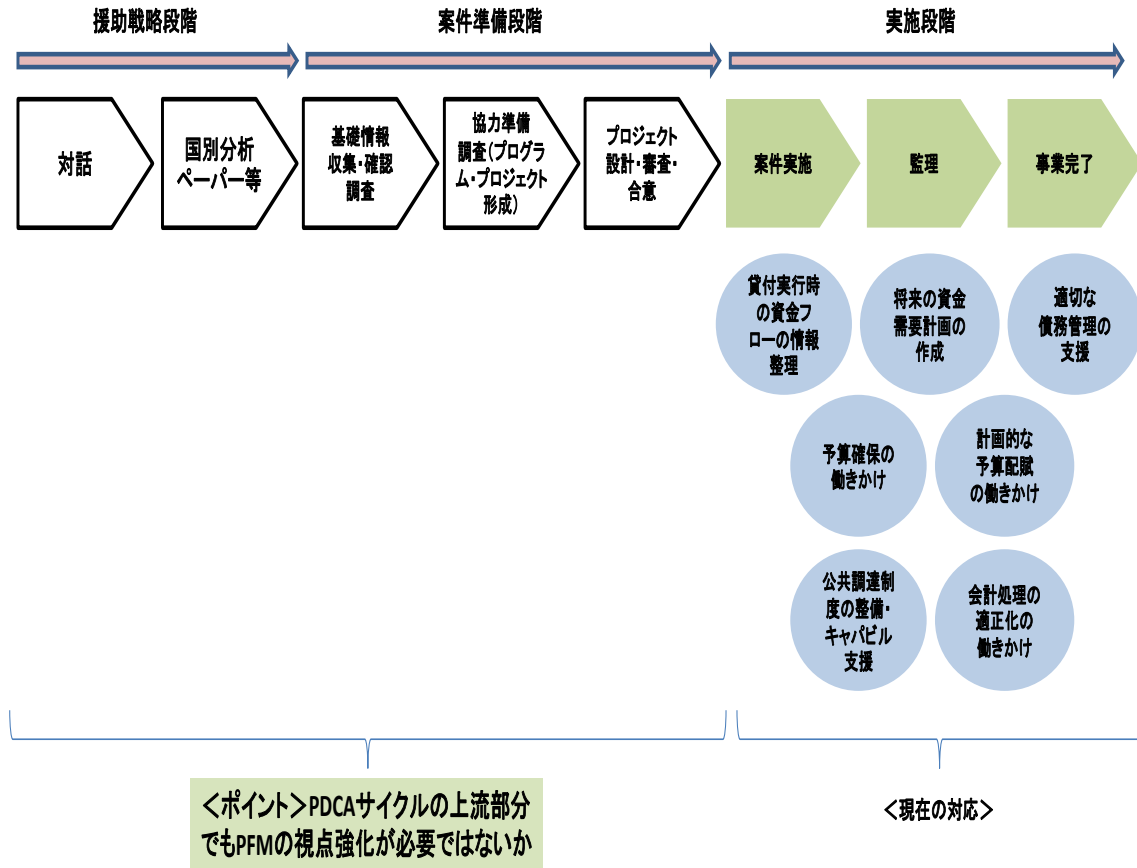 援助戦略段階
案件準備段階
実施段階
対話
国別分析
ペーパー等
基礎情報
収集・確認
調査
協力準備
調査(プログラ
ム・プロジェクト
形成)
プロジェクト
設計・審査・
合意
案件実施
監理
事業完了
貸付実行時
の資金フ
ローの情報
整理
将来の資金
需要計画の
作成
適切な
債務管理の
支援
予算確保の
働きかけ
計画的な
予算配賦
の働きかけ
公共調達制
度の整備・
キャパビル
支援
会計処理の
適正化の
働きかけ
<ポイント>PDCAサイクルの上流部分
でもPFMの視点強化が必要ではないか
<現在の対応>